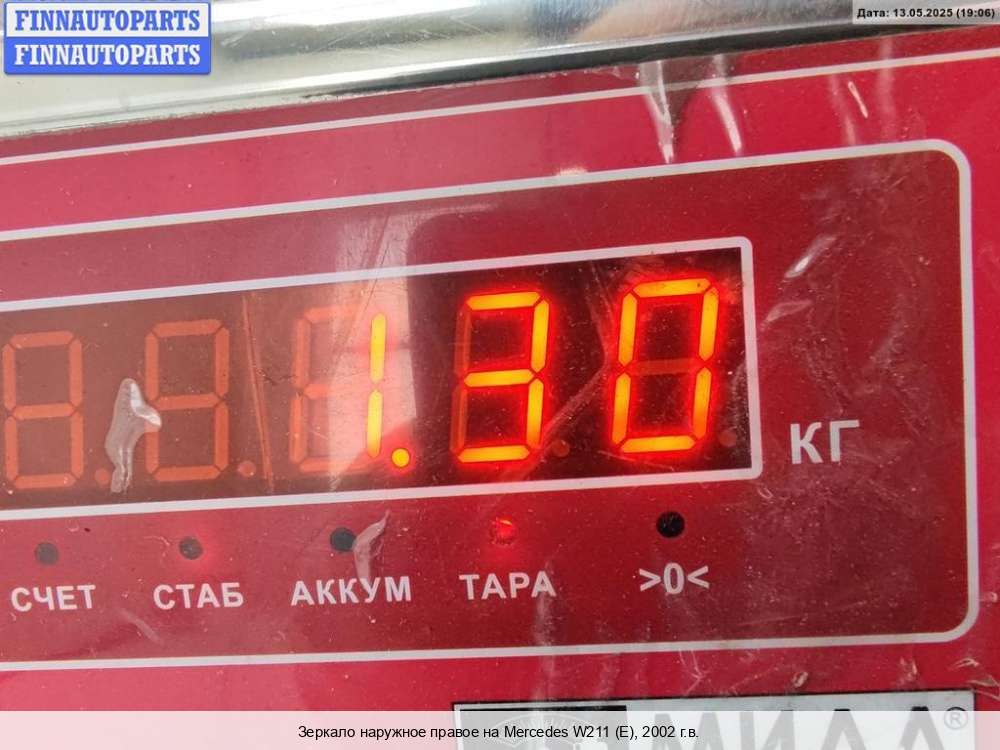 FINNAUTOPARTS
FINNAUTOPARTS
Дата: 13.05.2025 (19:06)
1.30
КГ
СЧЕТ СТАБ АККУМ ТАРА >0<
®
Зеркало наружное правое на Mercedes W211 (E), 2002 г.в.